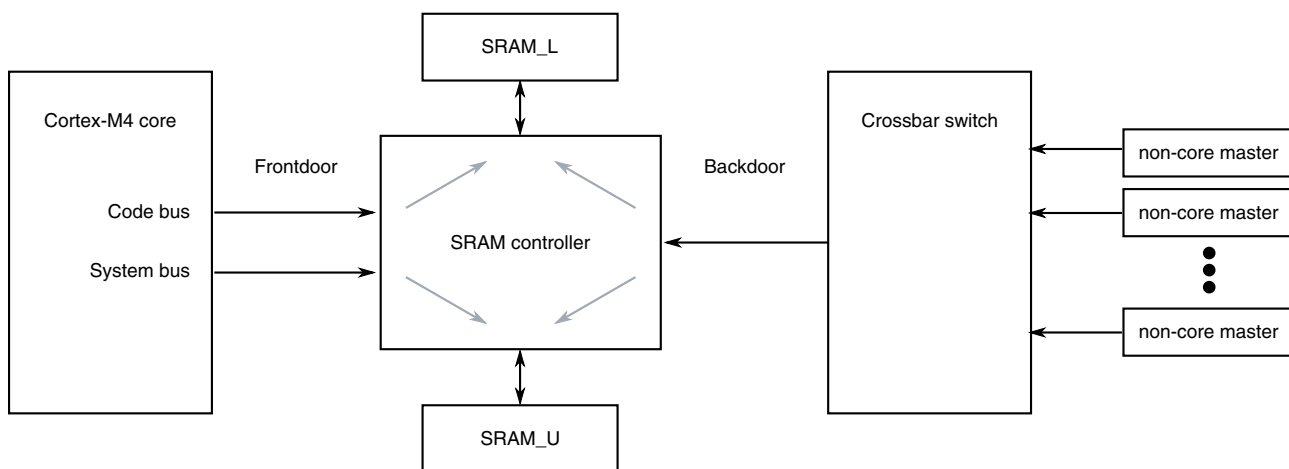 SRAM_L
Cortex-M4 core
Crossbar switch
Frontdoor
Backdoor
non-core master
Code bus
non-core master
SRAM controller
System bus
non-core master
SRAM_U